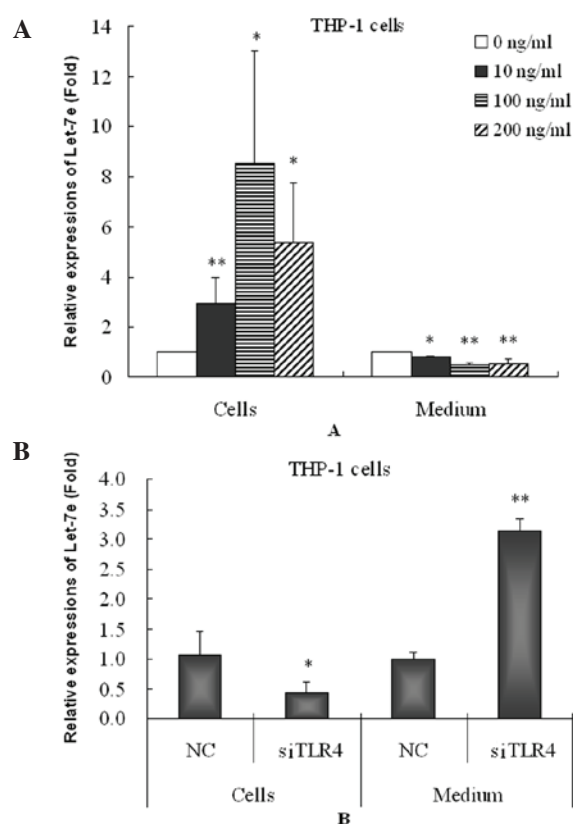 A
THP-1 cells
Relative expressions of Let-7e (Fold)
14
12
10
8
6
4
2
0
0 ng/ml
10 ng/ml
100 ng/ml
200 ng/ml
**
*
*
*
**
**
Cells
Medium
A
B
THP-1 cells
Relative expressions of Let-7e (Fold)
4.0
3.5
3.0
2.5
2.0
1.5
1.0
0.5
0.0
*
**
NC
siTLR4
NC
siTLR4
Cells
Medium
B